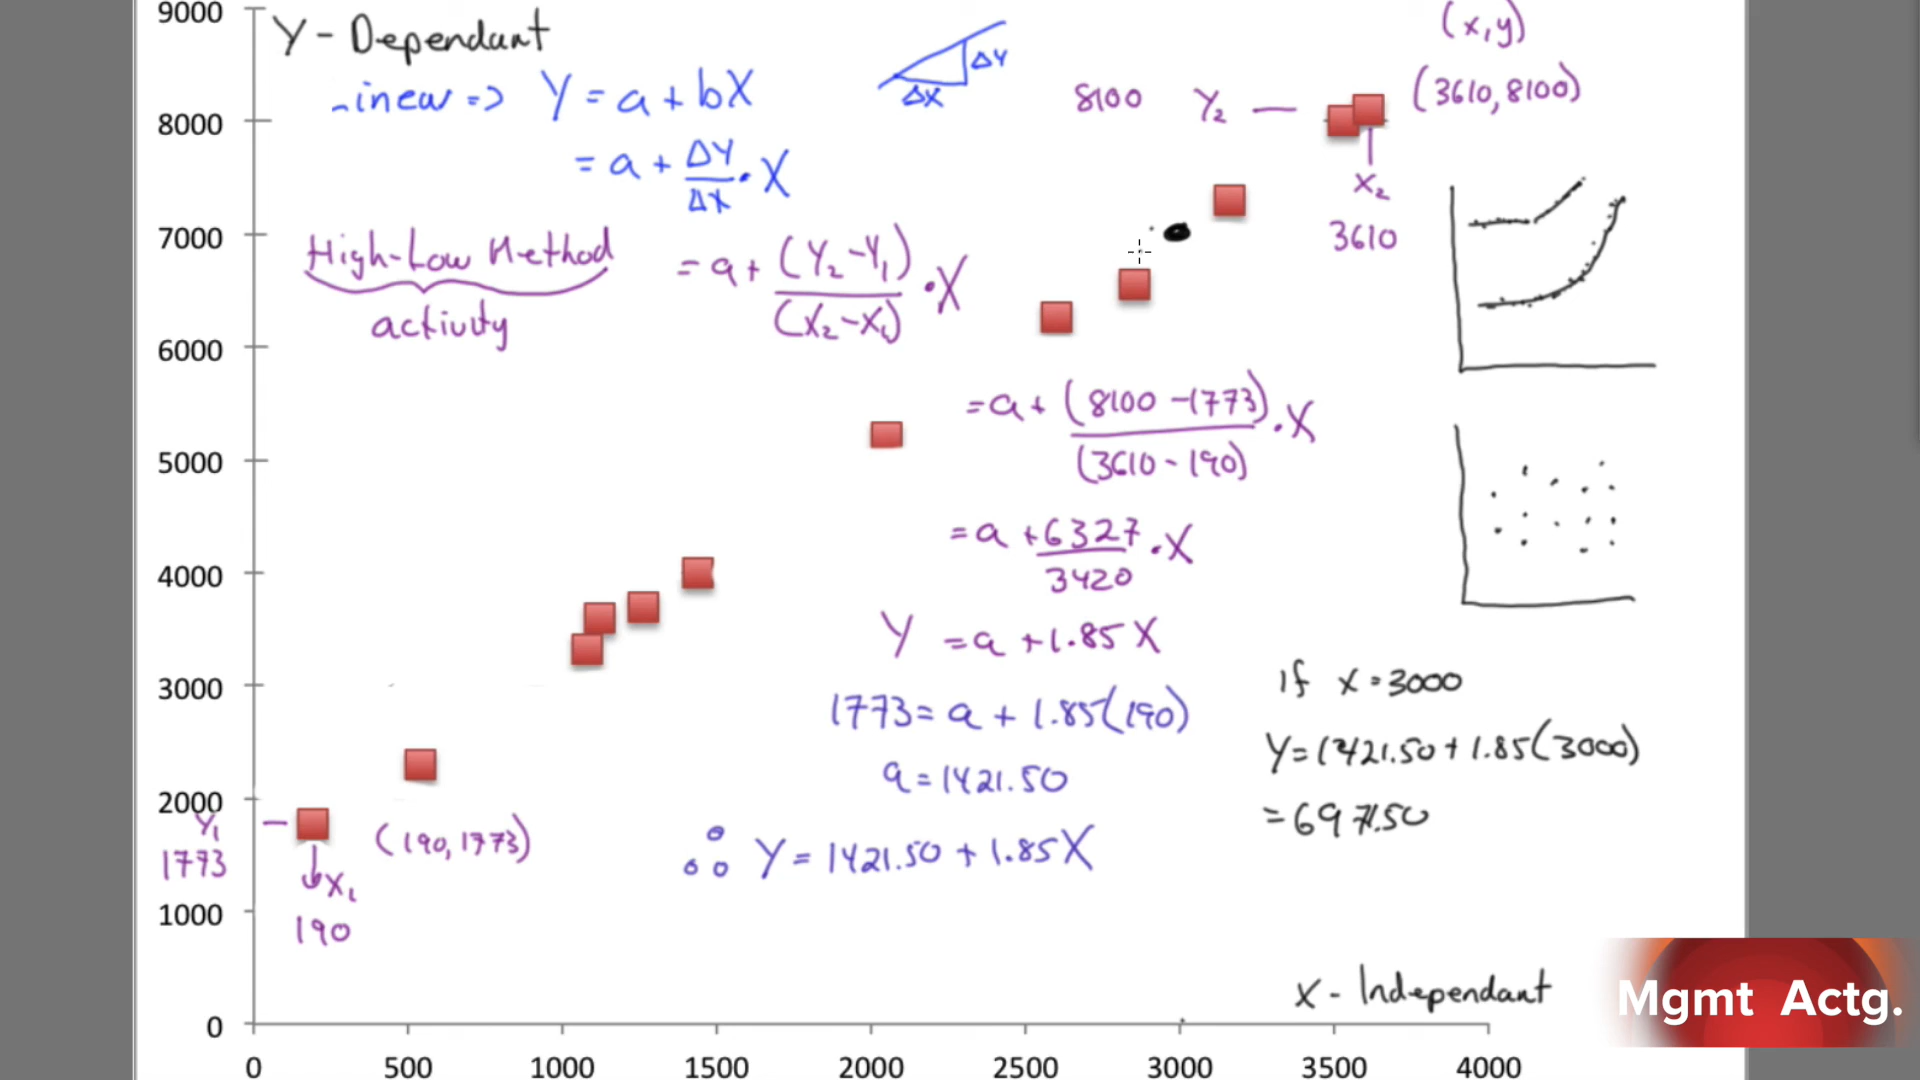 9000
Y - Dependant
(x,y)
inear => Y = a + bX
ΔY
ΔX
8100 Y₂ —
(3610, 8100)
8000
= a + ΔY/ΔX · X
X₂
3610
7000
High-Low Method
activity
= a + (Y₂-Y₁)/(X₂-X₁) · X
6000
= a + (8100 - 1773)/(3610 - 190) · X
5000
= a + 6327/3420 · X
4000
Y = a + 1.85 X
3000
If x = 3000
1773 = a + 1.85(190)
Y = 1421.50 + 1.85(3000)
a = 1421.50
= 6971.50
2000
Y₁ —
1773
(190, 1773)
∴ Y = 1421.50 + 1.85X
X₁
190
1000
X - Independant
Mgmt Actg.
0
0 500 1000 1500 2000 2500 3000 3500 4000